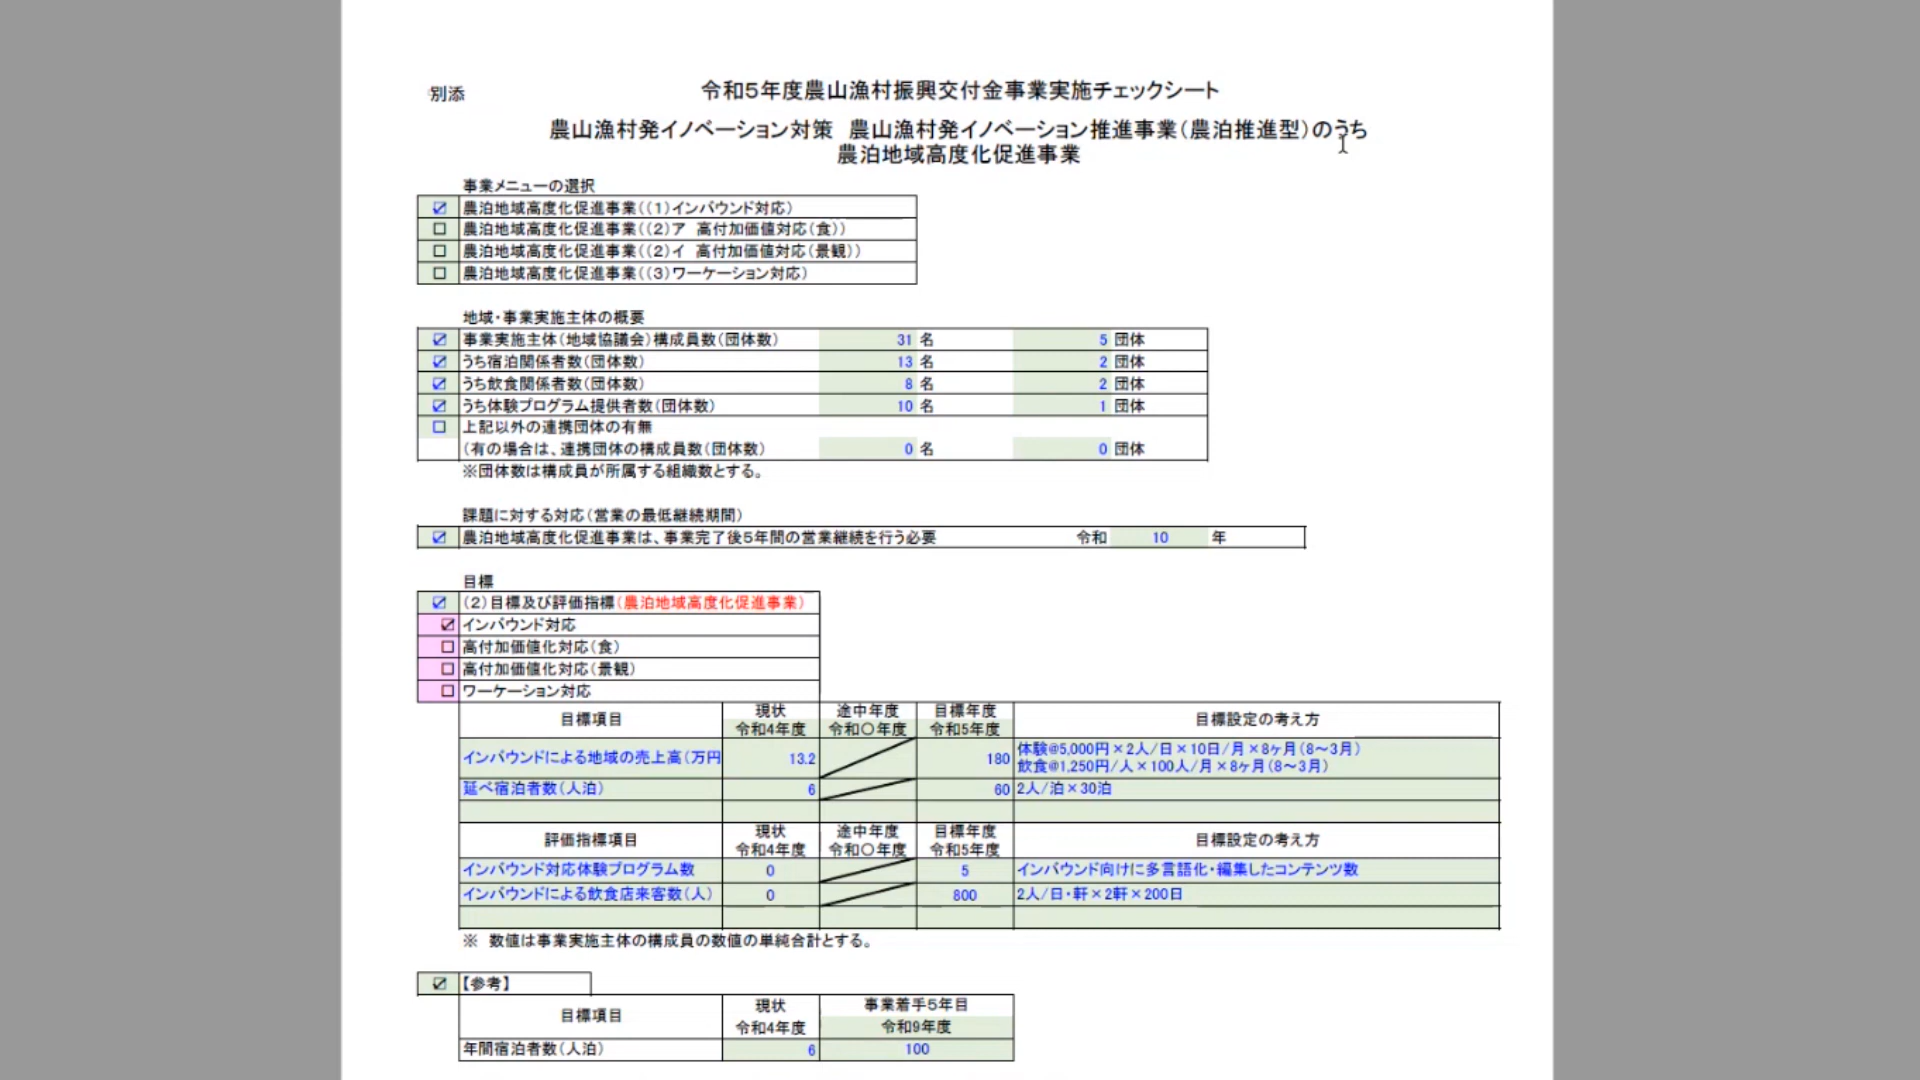 別添
令和5年度農山漁村振興交付金事業実施チェックシート
農山漁村発イノベーション対策　農山漁村発イノベーション推進事業(農泊推進型)のうち
農泊地域高度化促進事業
事業メニューの選択
☑ 農泊地域高度化促進事業((1)インバウンド対応)
☐ 農泊地域高度化促進事業((2)ア　高付加価値対応(食))
☐ 農泊地域高度化促進事業((2)イ　高付加価値対応(景観))
☐ 農泊地域高度化促進事業((3)ワーケーション対応)
地域・事業実施主体の概要
☑ 事業実施主体(地域協議会)構成員数(団体数) 31 名 5 団体
☑ うち宿泊関係者数(団体数) 13 名 2 団体
☑ うち飲食関係者数(団体数) 8 名 2 団体
☑ うち体験プログラム提供者数(団体数) 10 名 1 団体
☐ 上記以外の連携団体の有無
(有の場合は、連携団体の構成員数(団体数) 0 名 0 団体
※団体数は構成員が所属する組織数とする。
課題に対する対応(営業の最低継続期間)
☑ 農泊地域高度化促進事業は、事業完了後5年間の営業継続を行う必要 令和 10 年
目標
☑ (2)目標及び評価指標(農泊地域高度化促進事業)
☑ インバウンド対応
☐ 高付加価値化対応(食)
☐ 高付加価値化対応(景観)
☐ ワーケーション対応
目標項目 現状 途中年度 目標年度 目標設定の考え方
令和4年度 令和〇年度 令和5年度
インバウンドによる地域の売上高(万円 13.2 180 体験@5,000円×2人/日×10日/月×8ヶ月(8～3月)
飲食@1,250円/人×100人/月×8ヶ月(8～3月)
延べ宿泊者数(人泊) 6 60 2人/泊×30泊
評価指標項目 現状 途中年度 目標年度 目標設定の考え方
令和4年度 令和〇年度 令和5年度
インバウンド対応体験プログラム数 0 5 インバウンド向けに多言語化・編集したコンテンツ数
インバウンドによる飲食店来客数(人) 0 800 2人/日・軒×2軒×200日
※　数値は事業実施主体の構成員の数値の単純合計とする。
☑ 【参考】
目標項目 現状 事業着手5年目
令和4年度 令和9年度
年間宿泊者数(人泊) 6 100